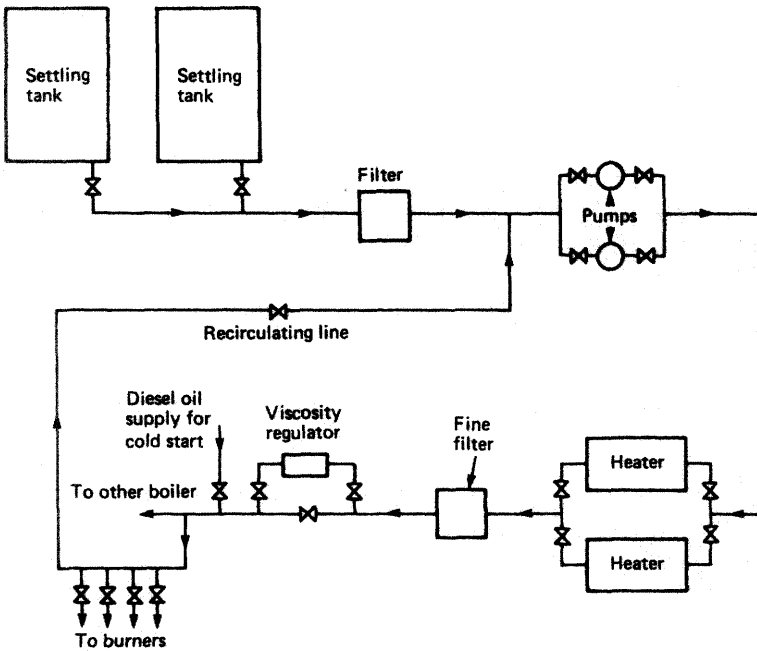 Settling
tank
Settling
tank
Filter
Pumps
Recirculating line
Diesel oil
supply for
cold start
Viscosity
regulator
Fine
filter
Heater
To other boiler
Heater
To burners